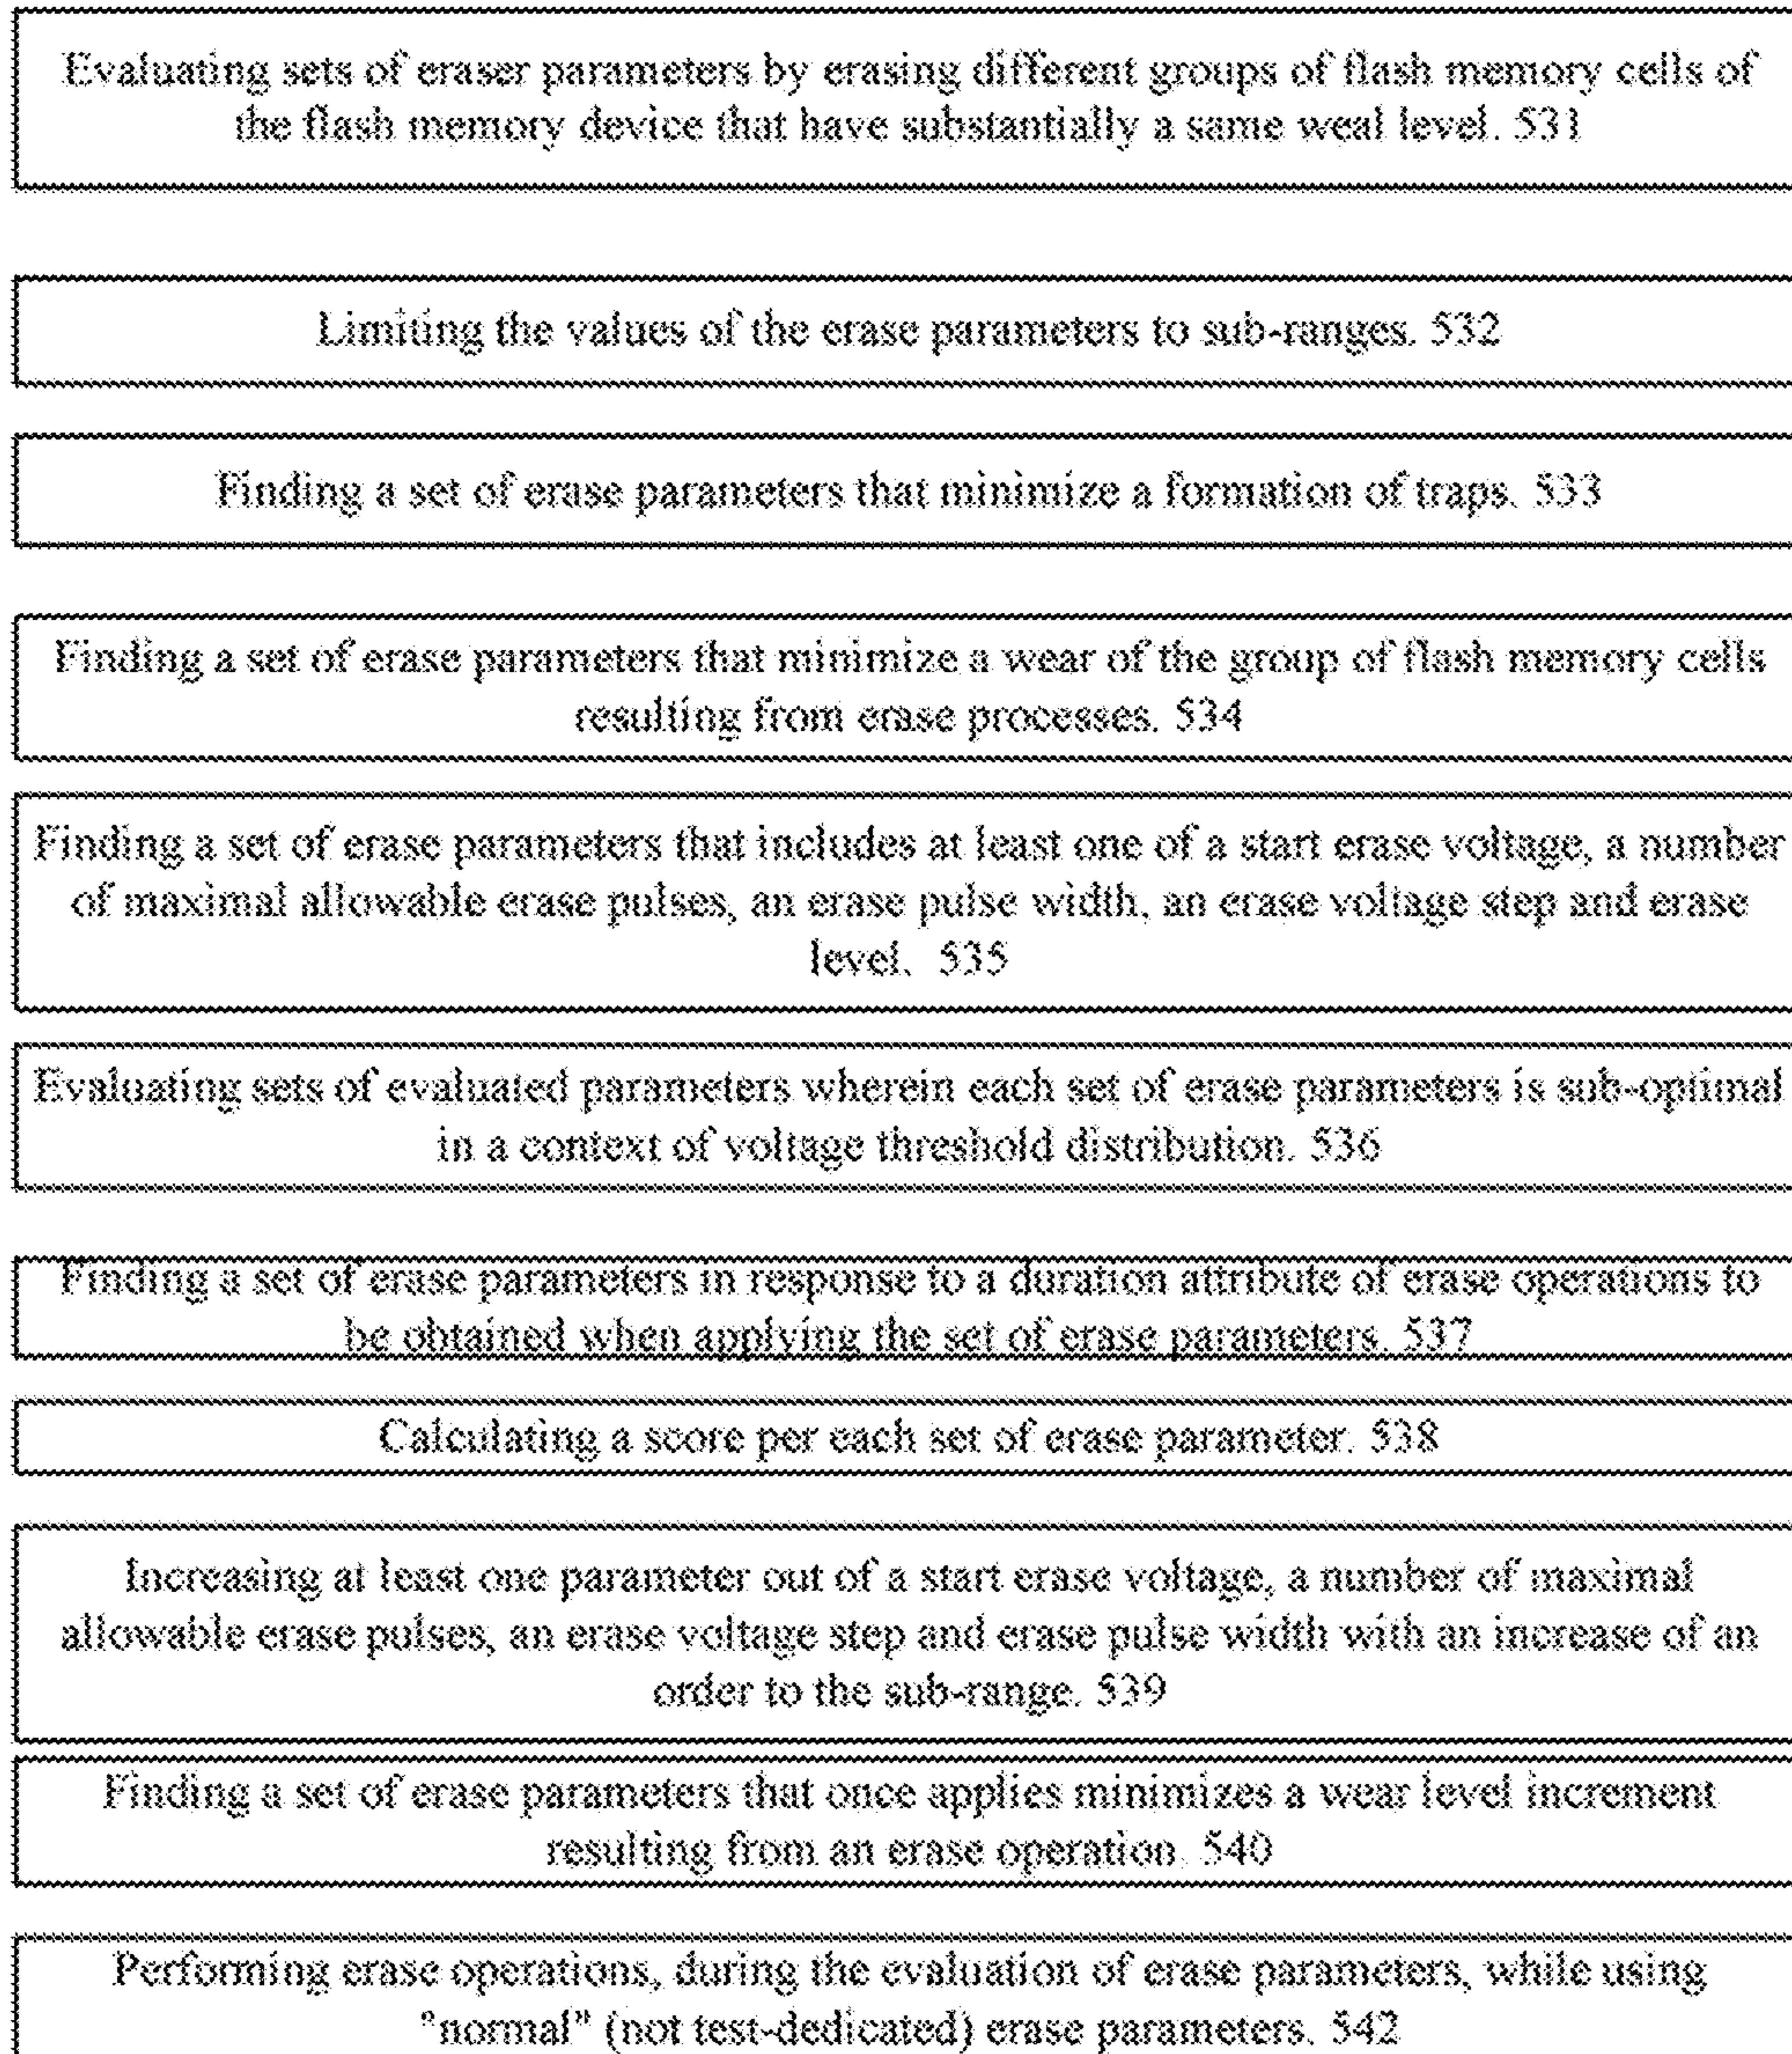 Evaluating sets of eraser parameters by erasing different groups of flash memory cells of
the flash memory device that have substantially a same weal level. 531
Limiting the values of the erase parameters to sub-ranges. 532
Finding a set of erase parameters that minimize a formation of traps. 533
Finding a set of erase parameters that minimize a wear of the group of flash memory cells
resulting from erase processes. 534
Finding a set of erase parameters that includes at least one of a start erase voltage, a number
of maximal allowable erase pulses, an erase pulse width, an erase voltage step and erase
level. 535
Evaluating sets of evaluated parameters wherein each set of erase parameters is sub-optimal
in a context of voltage threshold distribution. 536
Finding a set of erase parameters in response to a duration attribute of erase operations to
be obtained when applying the set of erase parameters. 537
Calculating a score per each set of erase parameter. 538
Increasing at least one parameter out of a start erase voltage, a number of maximal
allowable erase pulses, an erase voltage step and erase pulse width with an increase of an
order to the sub-range. 539
Finding a set of erase parameters that once applies minimizes a wear level increment
resulting from an erase operation. 540
Performing erase operations, during the evaluation of erase parameters, while using
"normal" (not test-dedicated) erase parameters. 542